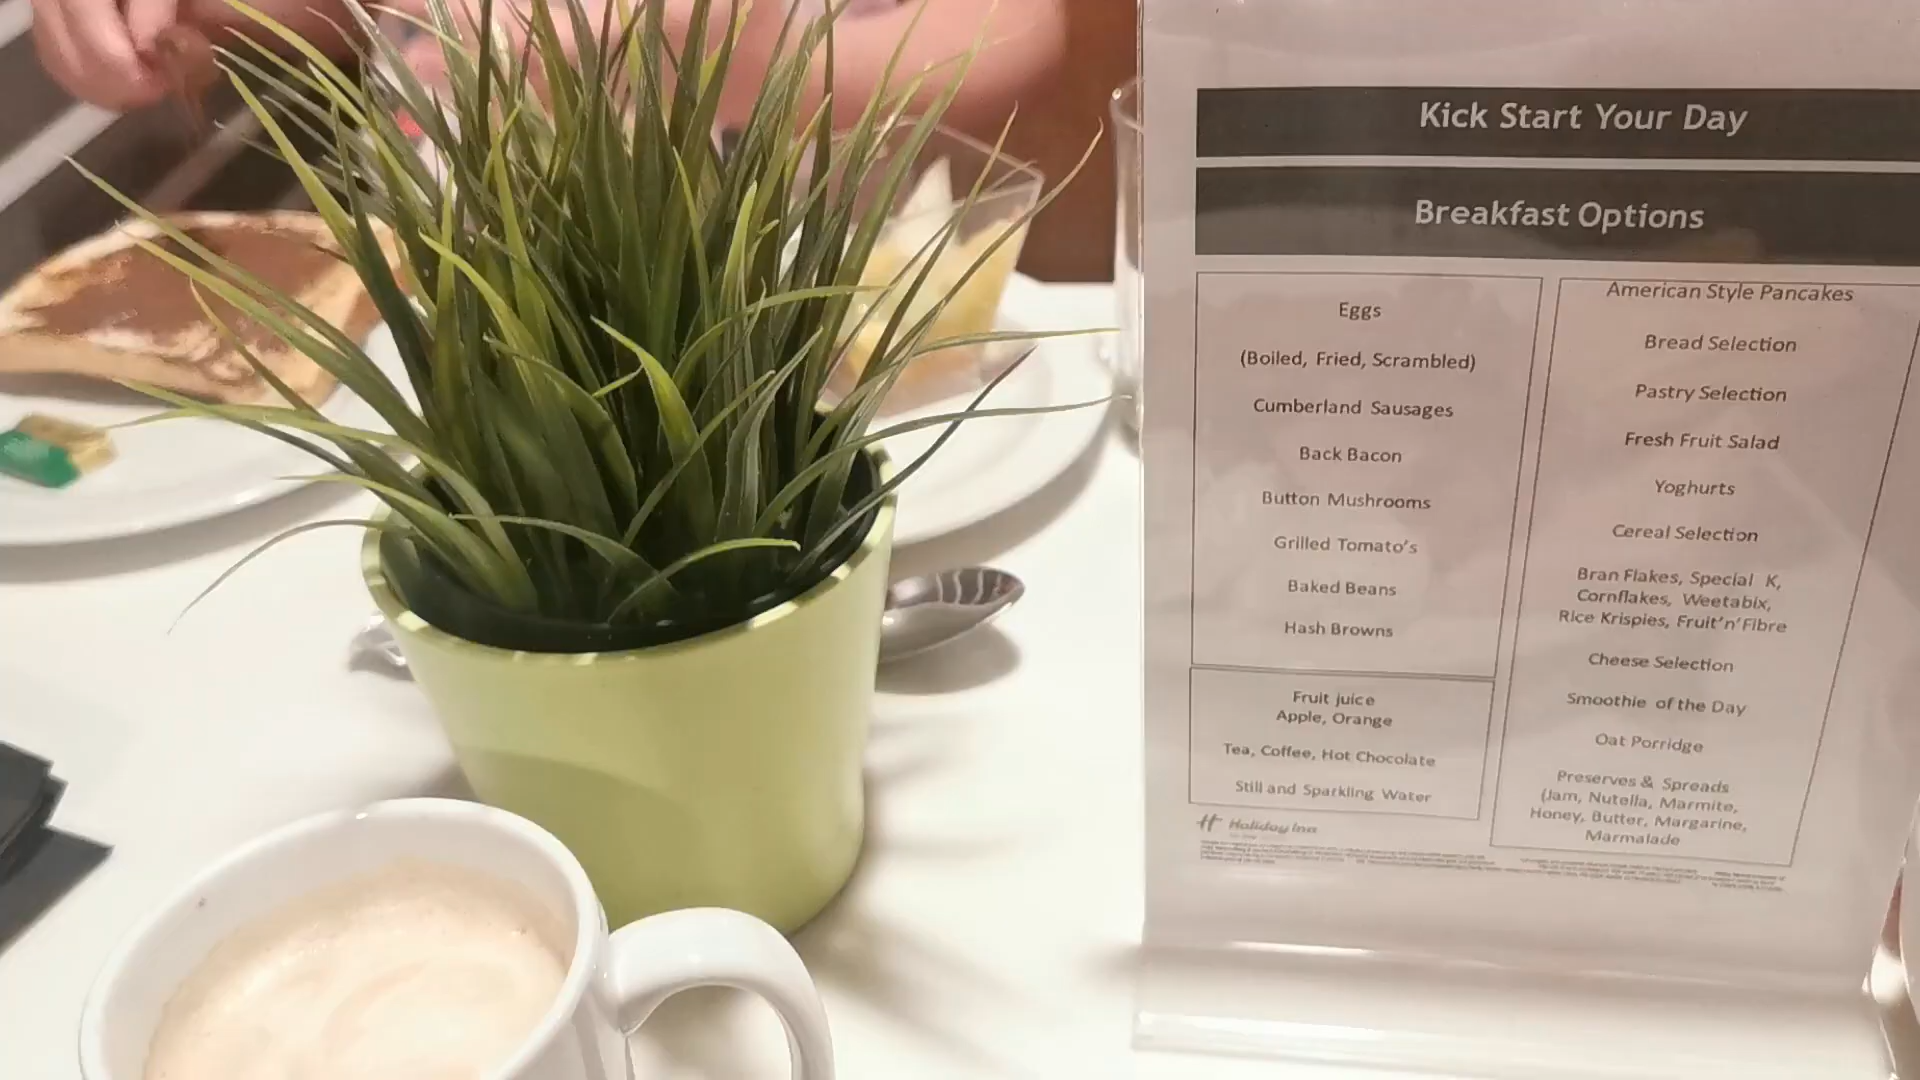 Kick Start Your Day
Breakfast Options
Eggs
(Boiled, Fried, Scrambled)
Cumberland Sausages
Back Bacon
Button Mushrooms
Grilled Tomato's
Baked Beans
Hash Browns
Fruit juice
Apple, Orange
Tea, Coffee, Hot Chocolate
Still and Sparkling Water
Holiday Inn
American Style Pancakes
Bread Selection
Pastry Selection
Fresh Fruit Salad
Yoghurts
Cereal Selection
Bran Flakes, Special K,
Cornflakes, Weetabix,
Rice Krispies, Fruit'n'Fibre
Cheese Selection
Smoothie of the Day
Oat Porridge
Preserves & Spreads
(Jam, Nutella, Marmite,
Honey, Butter, Margarine,
Marmalade